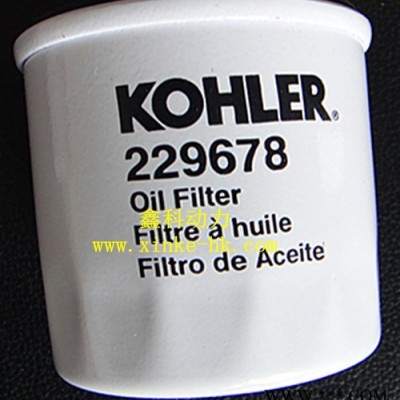 KOHLER®
229678
Oil Filter
鑫科动力
Filtre à huile
www.xinke-hk.com
Filtro de Aceite